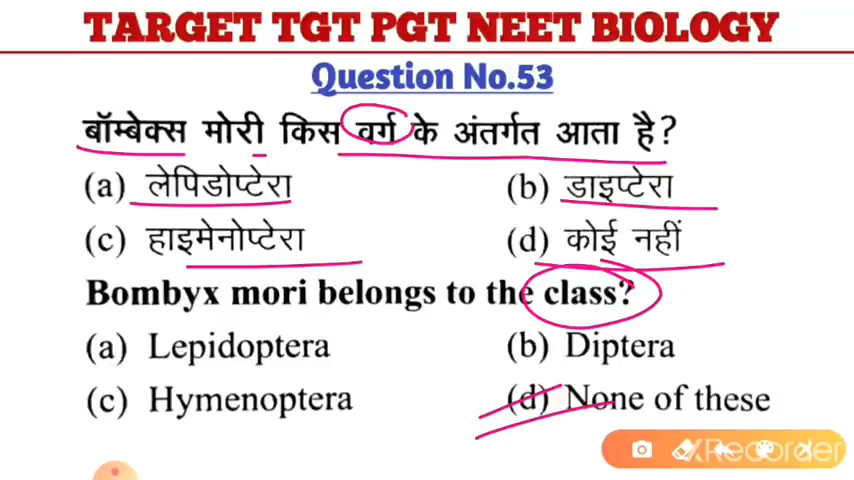 TARGET TGT PGT NEET BIOLOGY
Question No.53
बॉम्बेक्स मोरी किस वर्ग के अंतर्गत आता है?
(a) लेपिडोप्टेरा (b) डाइप्टेरा
(c) हाइमेनोप्टेरा (d) कोई नहीं
Bombyx mori belongs to the class?
(a) Lepidoptera (b) Diptera
(c) Hymenoptera (d) None of these
XRecorder